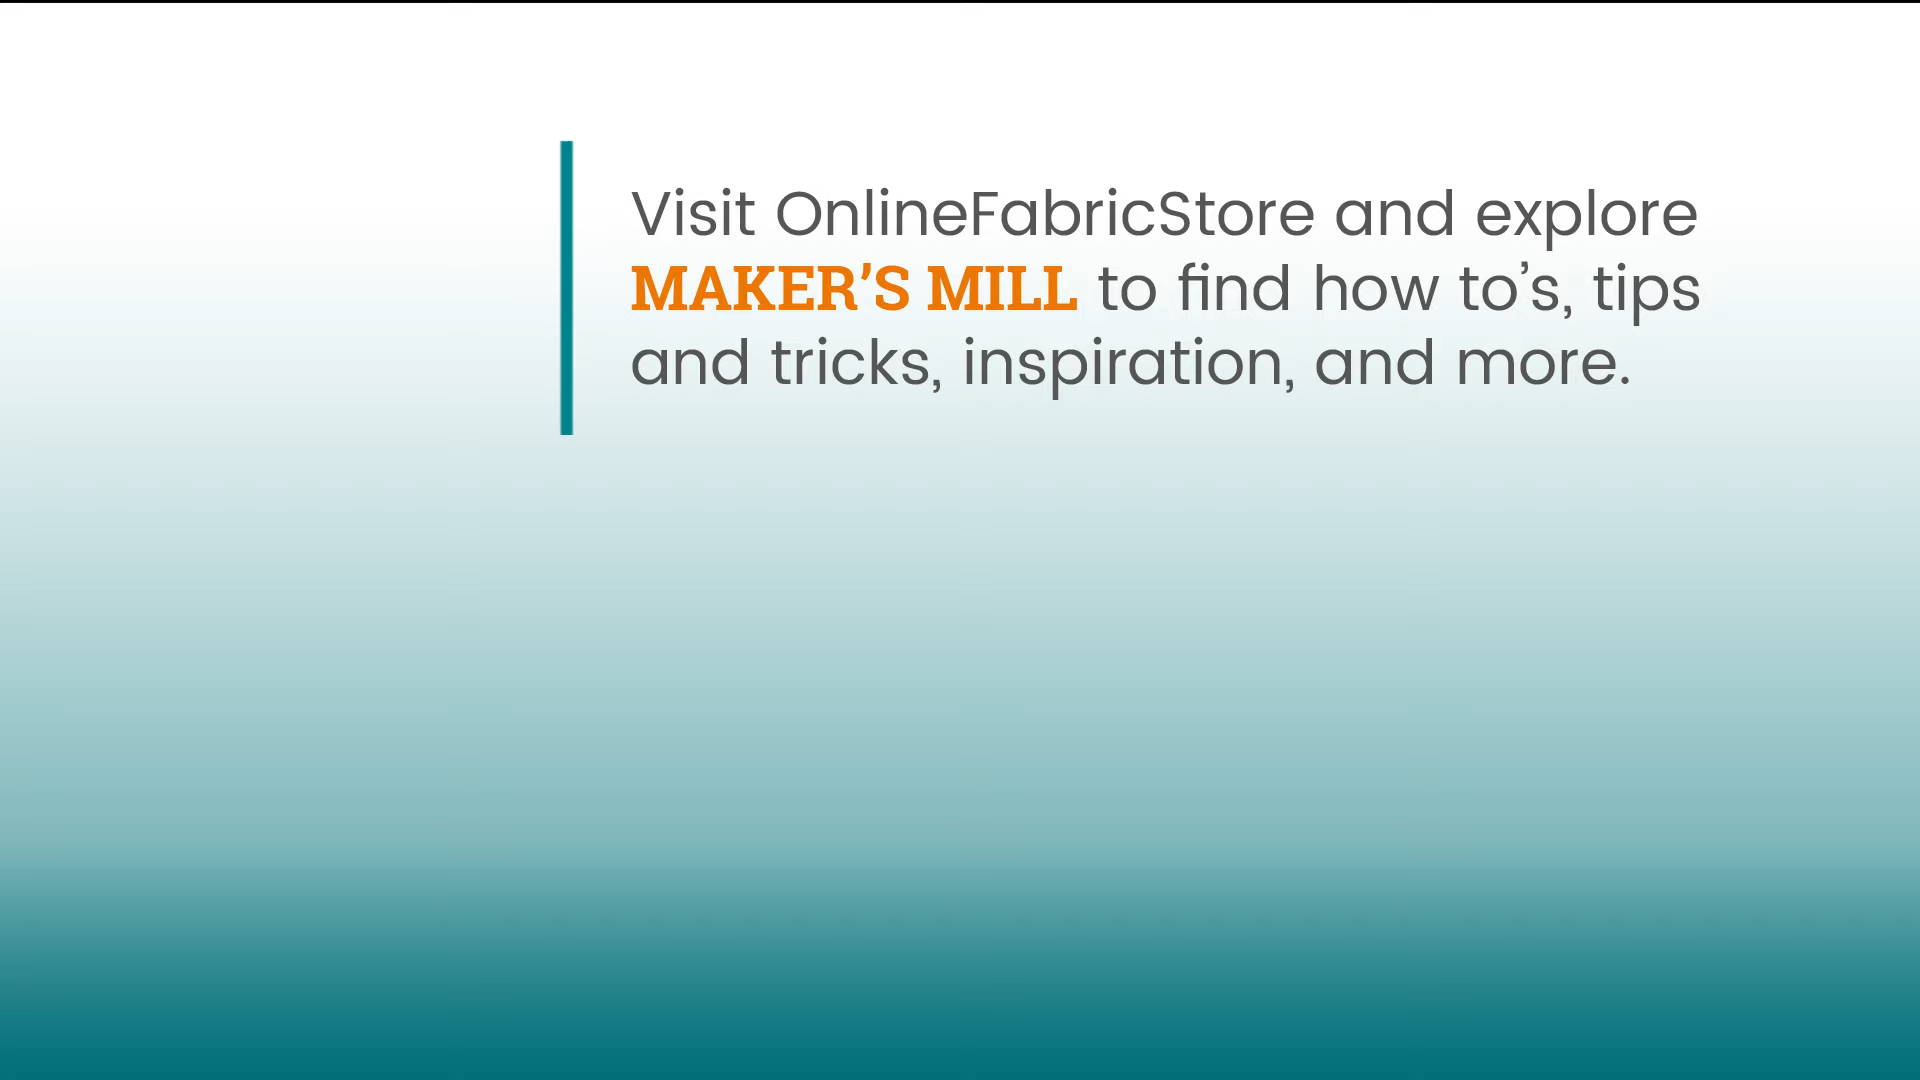 Visit OnlineFabricStore and explore
MAKER’S MILL to find how to’s, tips
and tricks, inspiration, and more.